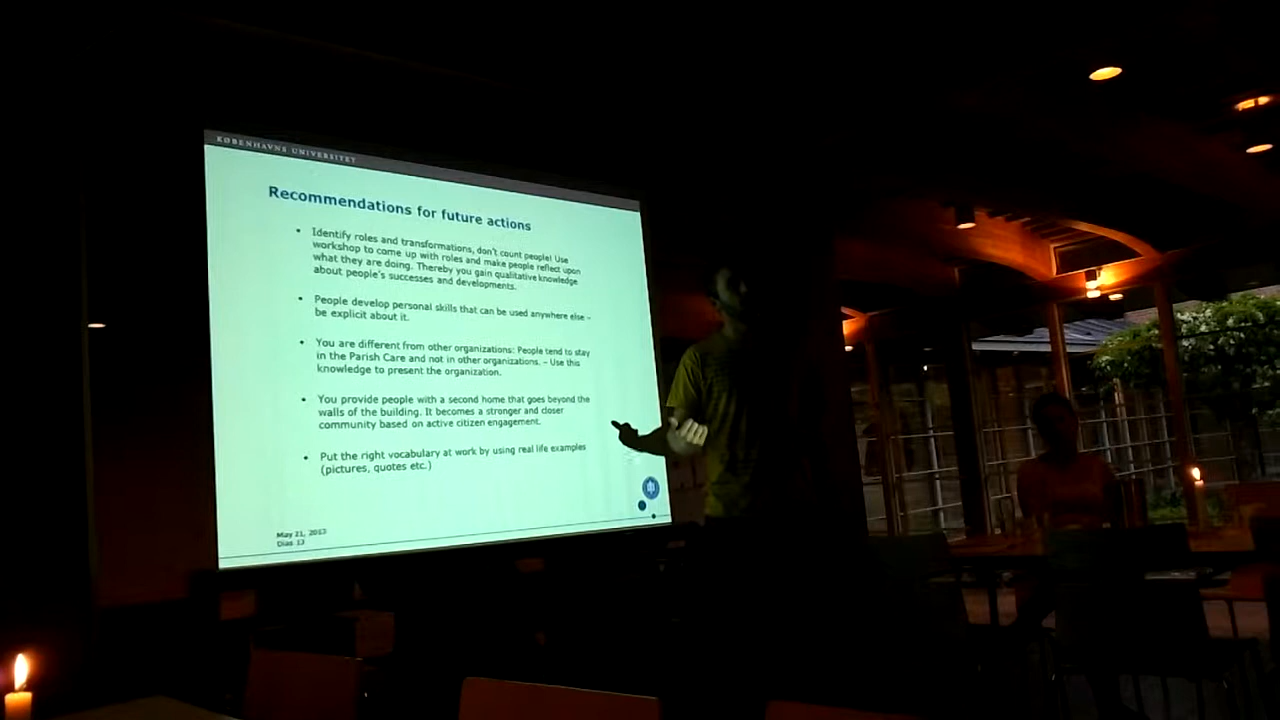 KØBENHAVNS UNIVERSITET
Recommendations for future actions
• Identify roles and transformations, don't count people! Use
workshop to come up with roles and make people reflect upon
what they are doing. Thereby you gain qualitative knowledge
about people's successes and developments.
• People develop personal skills that can be used anywhere else –
be explicit about it.
• You are different from other organizations: People tend to stay
in the Parish Care and not in other organizations. – Use this
knowledge to present the organization.
• You provide people with a second home that goes beyond the
walls of the building. It becomes a stronger and closer
community based on active citizen engagement.
• Put the right vocabulary at work by using real life examples
(pictures, quotes etc.)
May 21, 2013
Dias 13